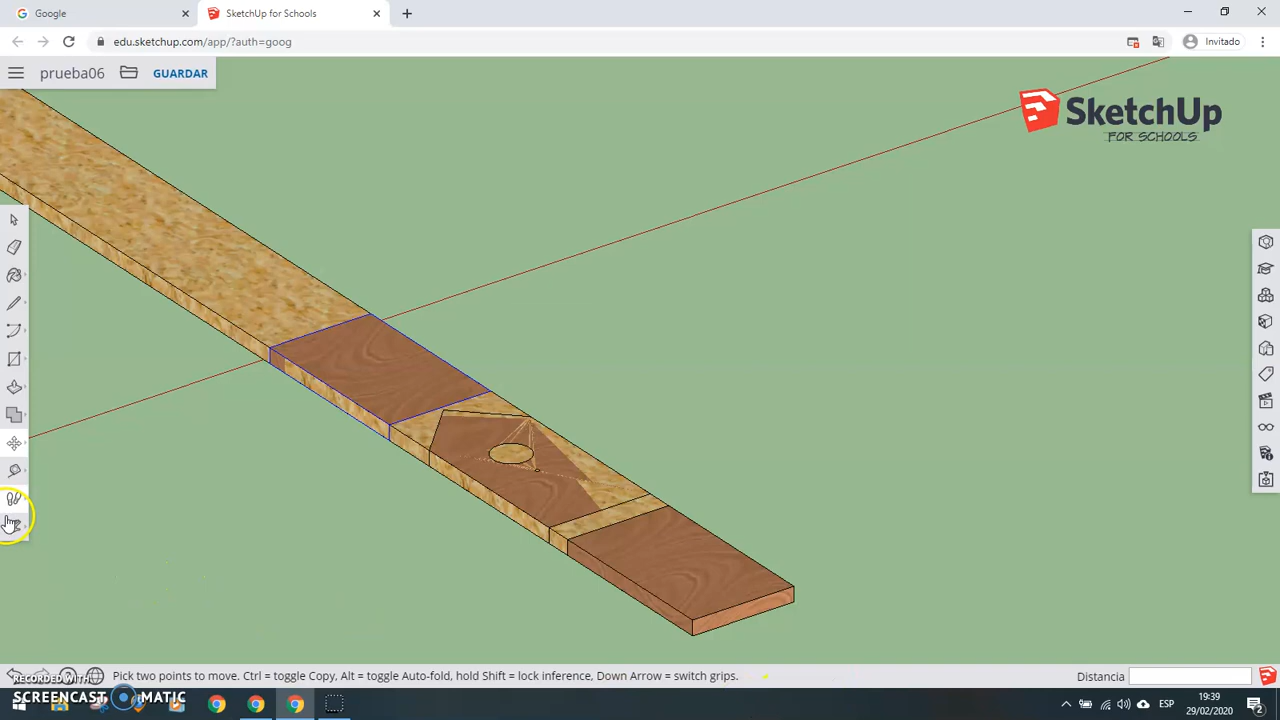 Google
SketchUp for Schools
edu.sketchup.com/app/?auth=goog
Invitado
prueba06
GUARDAR
SketchUp
FOR SCHOOLS
Pick two points to move. Ctrl = toggle Copy, Alt = toggle Auto-fold, hold Shift = lock inference, Down Arrow = switch grips.
Distancia
RECORDED WITH
SCREENCAST MATIC
ESP
19:39
29/02/2020
2